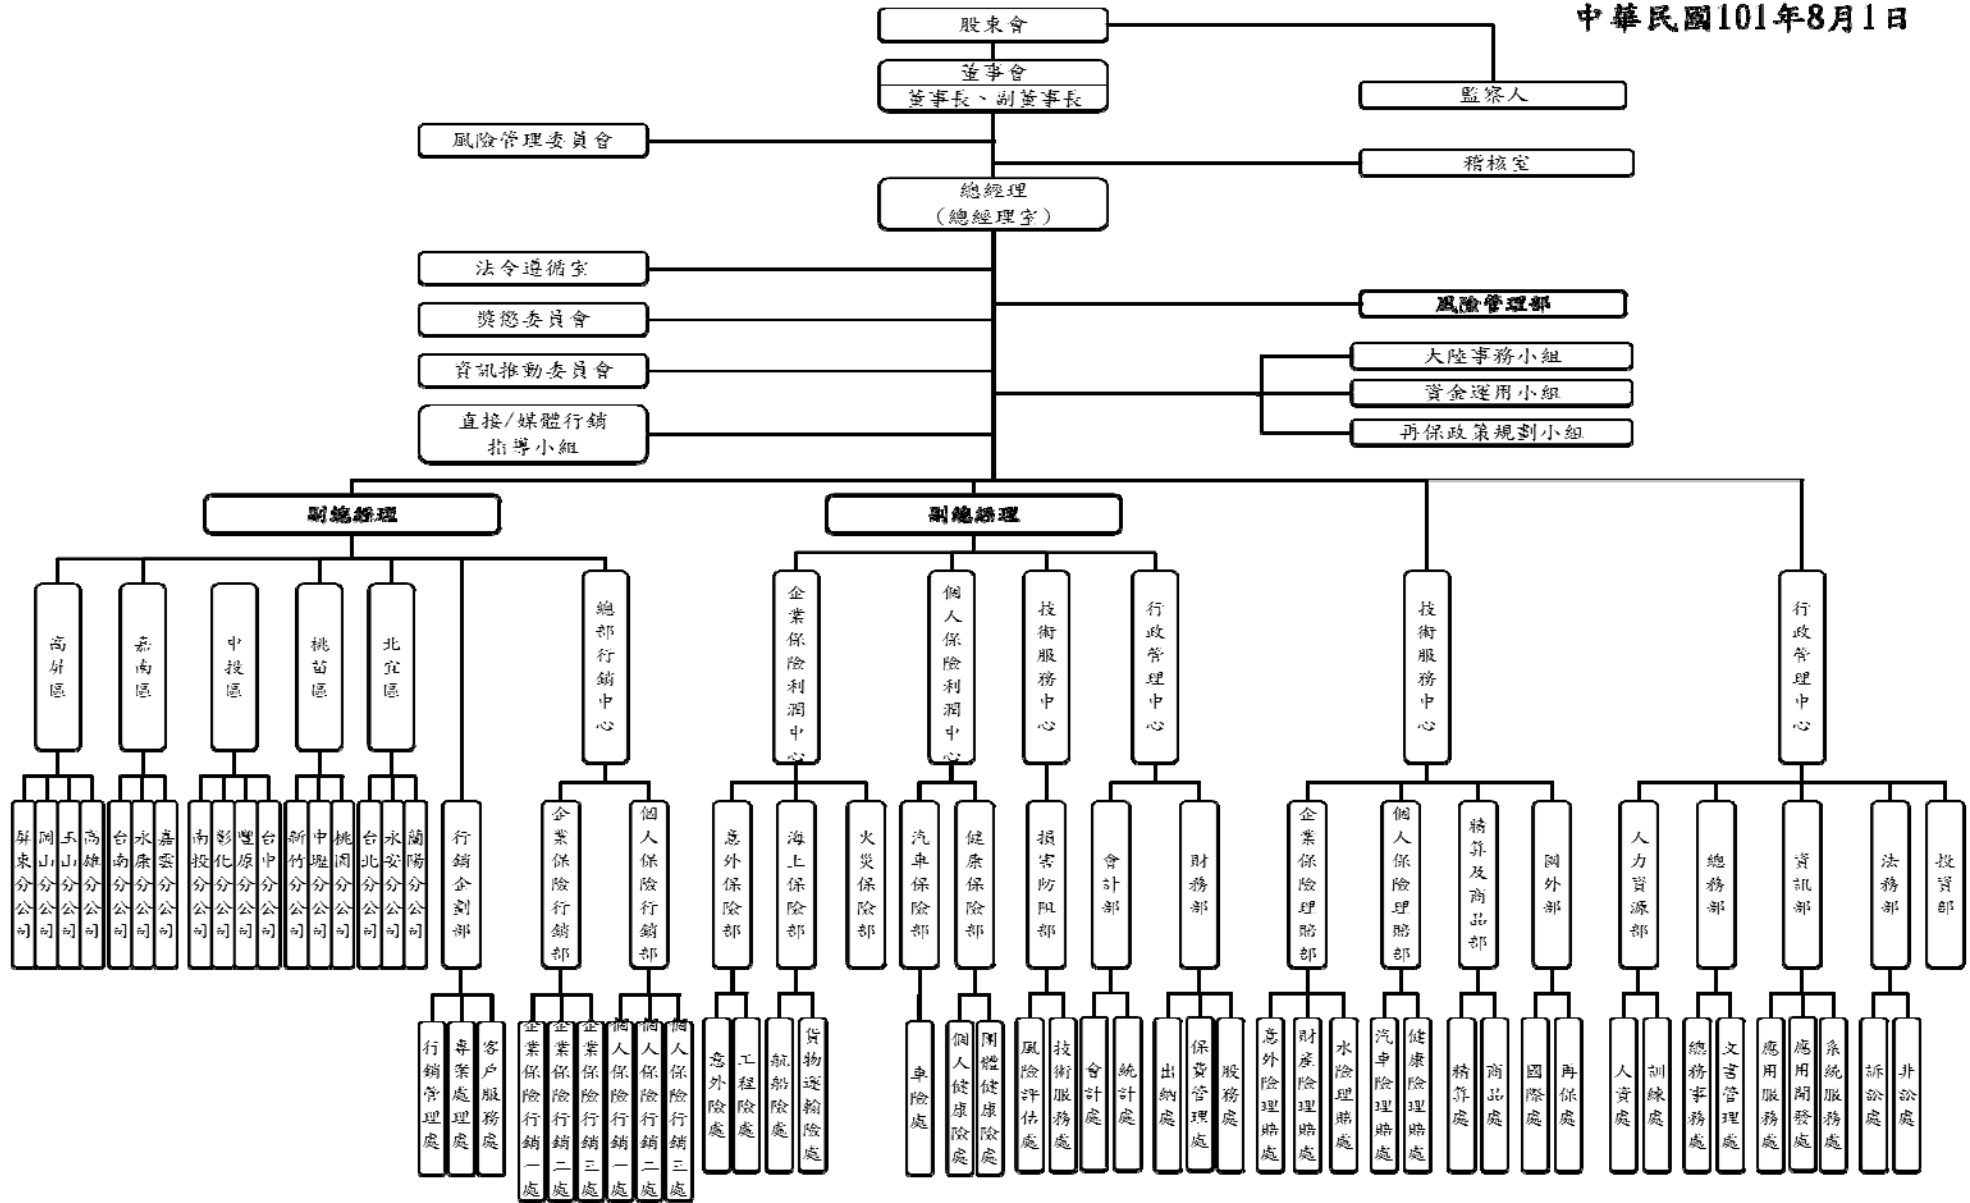 中華民國101年8月1日
股東會
董事會
董事長、副董事長
監察人
風險管理委員會
稽核室
總經理
(總經理室)
法令遵循室
風險管理部
獎懲委員會
大陸事務小組
資訊推動委員會
資金運用小組
直接/媒體行銷
指導小組
再保政策規劃小組
副總經理
副總經理
高屏區
嘉南區
中投區
桃苗區
北宜區
總部行銷中心
企業保險利潤中心
個人保險利潤中心
技術服務中心
行政管理中心
技術服務中心
行政管理中心
屏東分公司
岡山分公司
玉山分公司
高雄分公司
台南分公司
永康分公司
嘉雲分公司
南投分公司
彰化分公司
豐原分公司
台中分公司
新竹分公司
中壢分公司
桃園分公司
台北分公司
永安分公司
蘭陽分公司
行銷企劃部
企業保險行銷部
個人保險行銷部
意外保險部
海上保險部
火災保險部
汽車保險部
健康保險部
損害防阻部
會計部
財務部
企業保險理賠部
個人保險理賠部
精算及商品部
國外部
人力資源部
總務部
資訊部
法務部
投資部
行銷管理處
專案處理處
客戶服務處
企業保險行銷一處
企業保險行銷二處
企業保險行銷三處
個人保險行銷一處
個人保險行銷二處
個人保險行銷三處
意外險處
工程險處
航船險處
貨物運輸險處
車險處
個人健康險處
團體健康險處
風險評估處
技術服務處
會計處
統計處
出納處
保費管理處
股務處
意外險理賠處
財產險理賠處
水險理賠處
汽車險理賠處
健康險理賠處
精算處
商品處
國際處
再保處
人資處
訓練處
總務事務處
文書管理處
應用服務處
應用開發處
系統服務處
訴訟處
非訟處